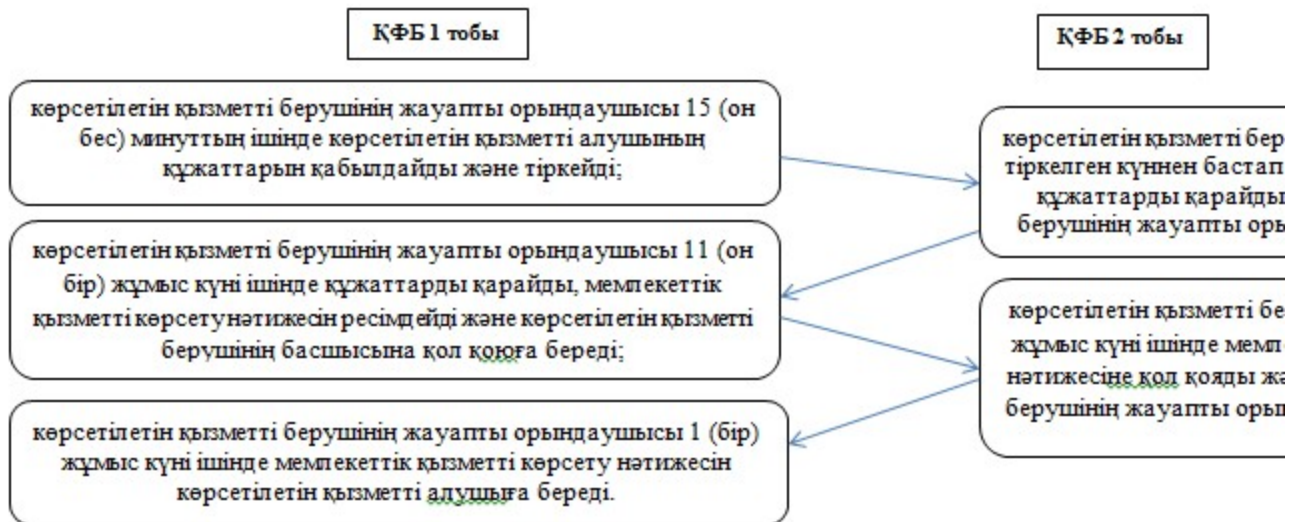 ҚФБ 1 тобы
көрсетілетін қызметті берушінің жауапты орындаушысы 15 (он
бес) минуттың ішінде көрсетілетін қызметті алушының
құжаттарын қабылдайды және тіркейді;
көрсетілетін қызметті берушінің жауапты орындаушысы 11 (он
бір) жұмыс күні ішінде құжаттарды қарайды, мемлекеттік
қызметті көрсету нәтижесін ресімдейді және көрсетілетін қызметті
берушінің басшысына қол қоюға береді;
көрсетілетін қызметті берушінің жауапты орындаушысы 1 (бір)
жұмыс күні ішінде мемлекеттік қызметті көрсету нәтижесін
көрсетілетін қызметті алушыға береді.
ҚФБ 2 тобы
көрсетілетін қызметті бер
тіркелген күннен бастап
құжаттарды қарайды
берушінің жауапты оры
көрсетілетін қызметті бе
жұмыс күні ішінде мемл
нәтижесіне қол қояды жә
берушінің жауапты оры